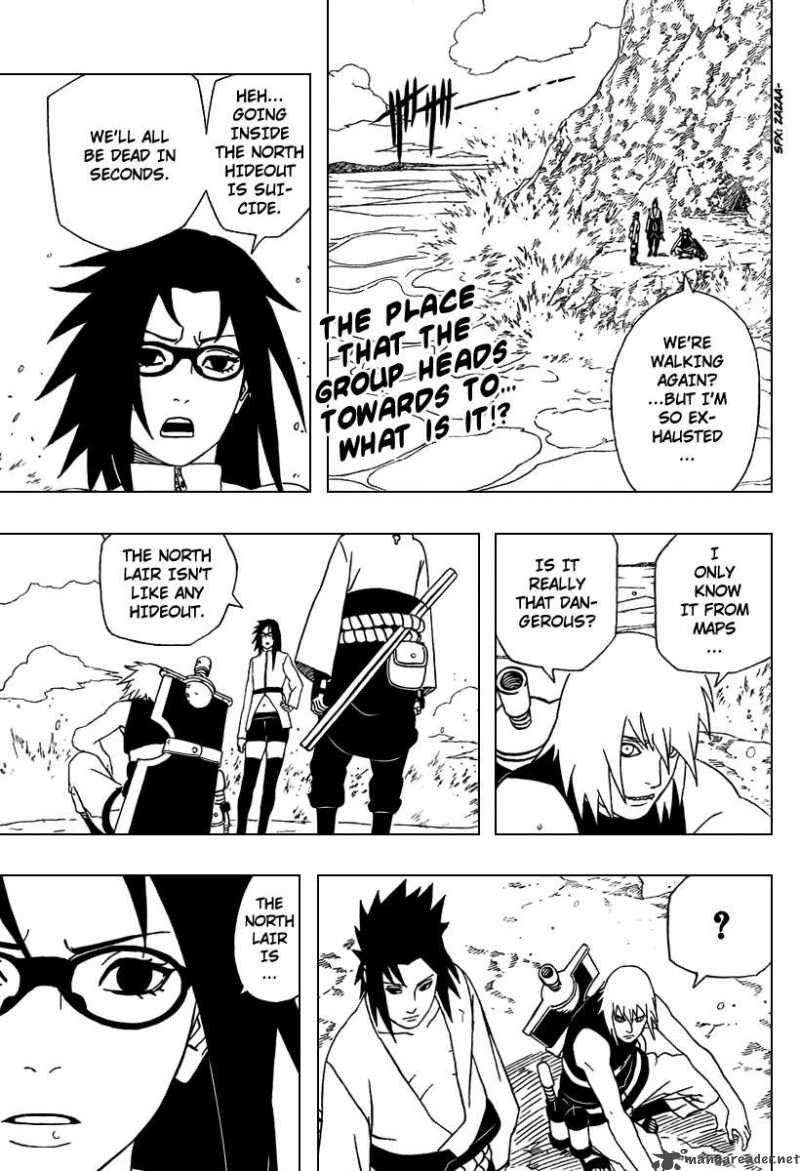 SFX: ZAZAA-
WE'RE
WALKING
AGAIN?
...BUT I'M
SO EX-
HAUSTED
...
THE PLACE
THAT THE
GROUP HEADS
TOWARDS TO...
WHAT IS IT!?
HEH...
GOING
INSIDE
THE NORTH
HIDEOUT
IS SUI-
CIDE.
WE'LL ALL
BE DEAD IN
SECONDS.
I
ONLY
KNOW
IT FROM
MAPS
...
IS IT
REALLY
THAT DAN-
GEROUS?
THE NORTH
LAIR ISN'T
LIKE ANY
HIDEOUT.
?
THE
NORTH
LAIR
IS
...
mangareader.net